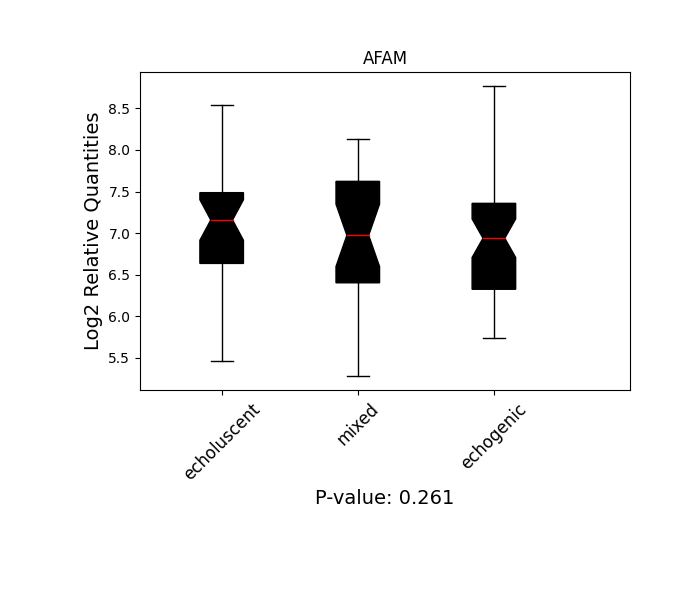 AFAM
Log2 Relative Quantities
8.5
8.0
7.5
7.0
6.5
6.0
5.5
echoluscent
mixed
echogenic
P-value: 0.261